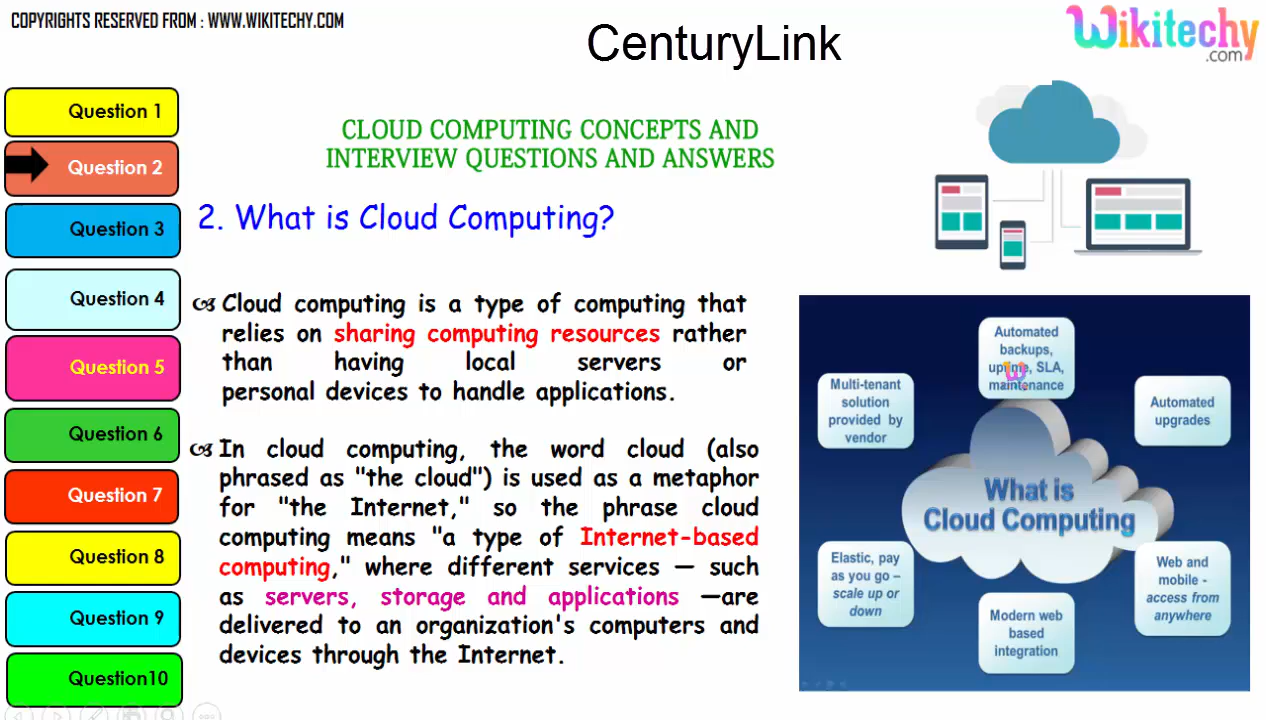 COPYRIGHTS RESERVED FROM : WWW.WIKITECHY.COM
CenturyLink
Wikitechy
.com
Question 1
Question 2
Question 3
Question 4
Question 5
Question 6
Question 7
Question 8
Question 9
Question10
CLOUD COMPUTING CONCEPTS AND
INTERVIEW QUESTIONS AND ANSWERS
2. What is Cloud Computing?
Cloud computing is a type of computing that
relies on sharing computing resources rather
than having local servers or
personal devices to handle applications.
In cloud computing, the word cloud (also
phrased as "the cloud") is used as a metaphor
for "the Internet," so the phrase cloud
computing means "a type of Internet-based
computing," where different services — such
as servers, storage and applications —are
delivered to an organization's computers and
devices through the Internet.
Automated
backups,
uptime, SLA,
maintenance
Multi-tenant
solution
provided by
vendor
Automated
upgrades
What is
Cloud Computing
Elastic, pay
as you go –
scale up or
down
Modern web
based
integration
Web and
mobile -
access from
anywhere